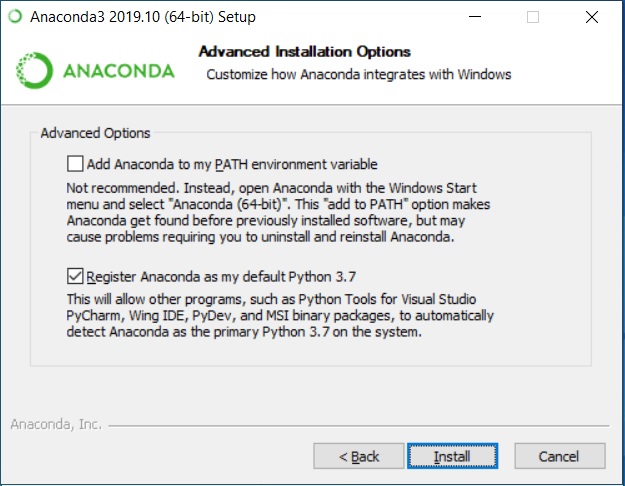 Anaconda3 2019.10 (64-bit) Setup
Advanced Installation Options
Customize how Anaconda integrates with Windows
ANACONDA
Advanced Options
Add Anaconda to my PATH environment variable
Not recommended. Instead, open Anaconda with the Windows Start
menu and select "Anaconda (64-bit)". This "add to PATH" option makes
Anaconda get found before previously installed software, but may
cause problems requiring you to uninstall and reinstall Anaconda.
Register Anaconda as my default Python 3.7
This will allow other programs, such as Python Tools for Visual Studio
PyCharm, Wing IDE, PyDev, and MSI binary packages, to automatically
detect Anaconda as the primary Python 3.7 on the system.
Anaconda, Inc.
< Back Install Cancel